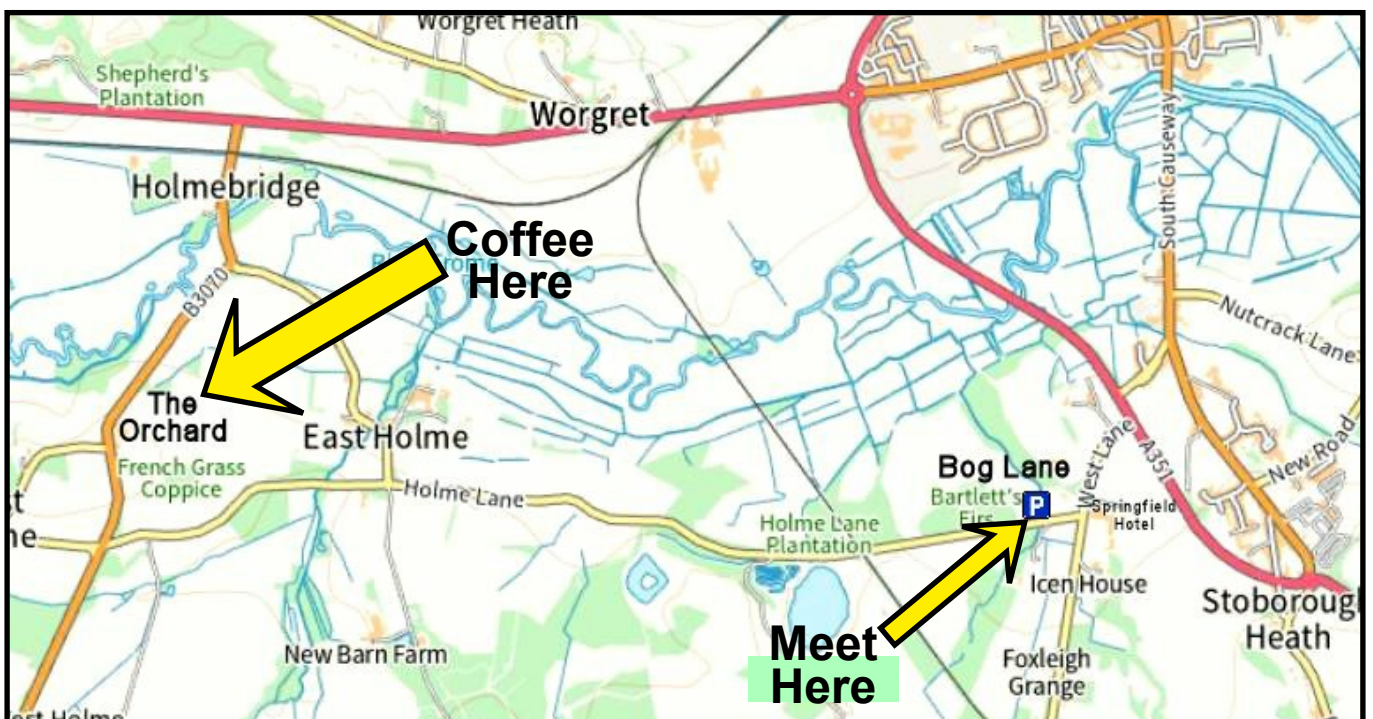 Worgret Heath
Shepherd's
Plantation
Worgret
South Causeway
Holmebridge
Coffee
Here
B3070
Nutcrack Lane
The
Orchard
East Holme
French Grass
Coppice
Holme Lane
West Lane
A351
New Road
Bog Lane
Bartlett's
Firs
P
Springfield
Hotel
Holme Lane
Plantation
Icen House
Stoborough
Heath
Meet
Here
New Barn Farm
Foxleigh
Grange